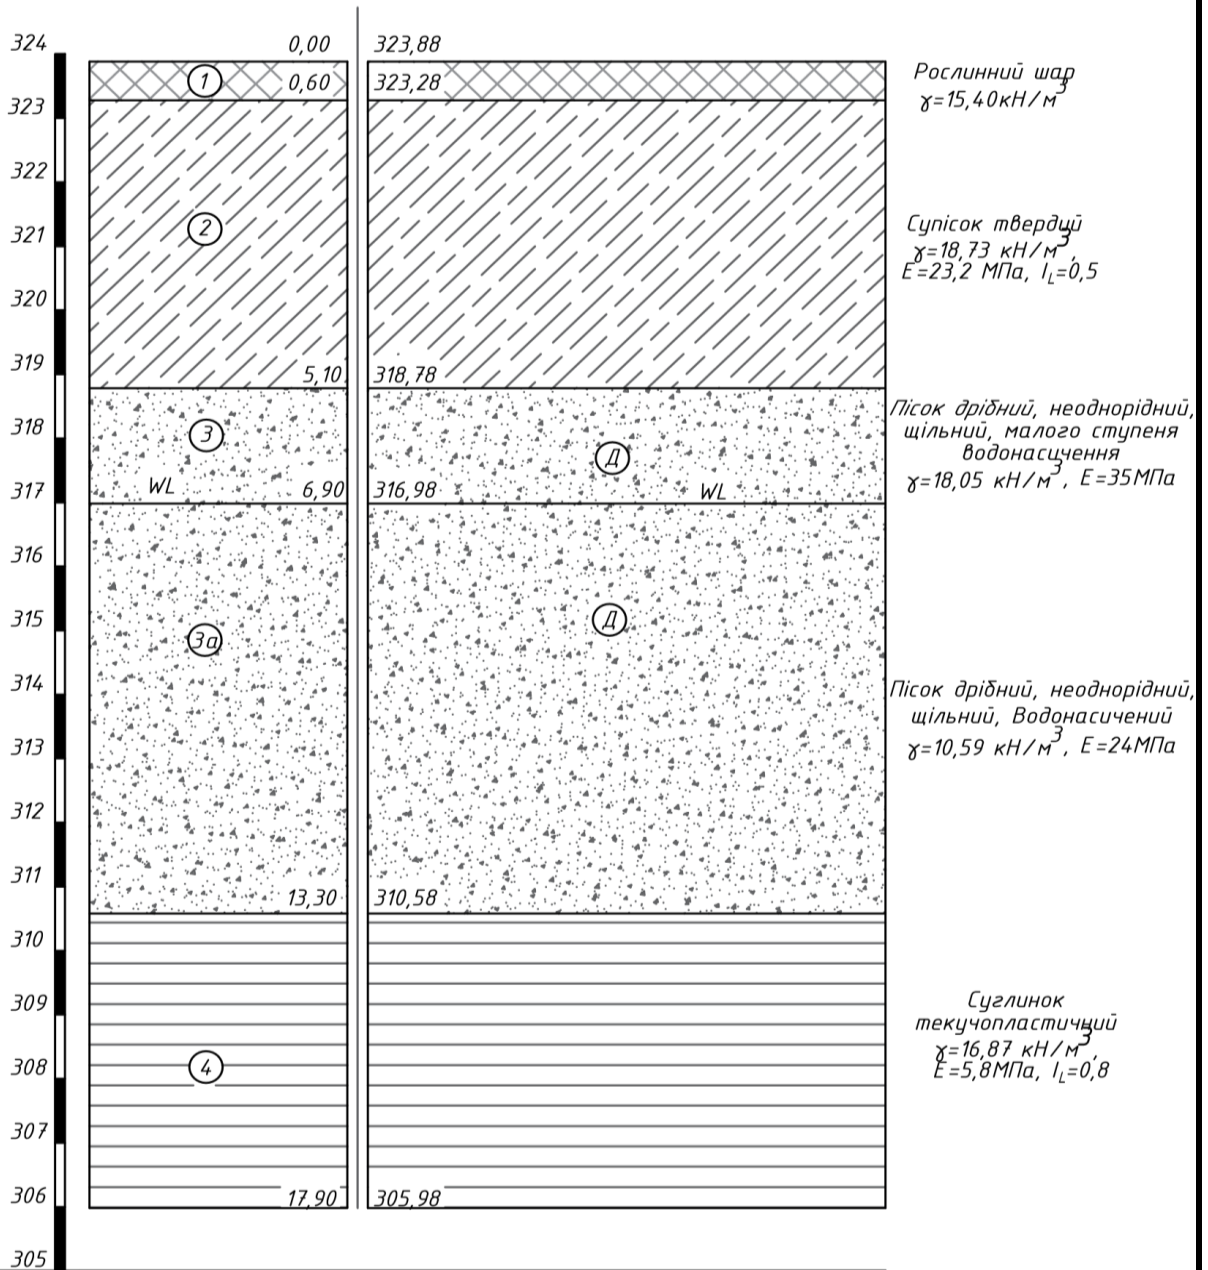 324
0,00
323,88
1
0,60
323,28
Рослинний шар
γ=15,40кН/м³
323
322
2
321
Супісок твердий
γ=18,73 кН/м³,
E=23,2 МПа, I_L=0,5
320
319
5,10
318,78
318
3
Д
Пісок дрібний, неоднорідний,
щільний, малого ступеня
водонасичення
γ=18,05 кН/м³, E=35МПа
317
WL
6,90
316,98
WL
316
315
3а
Д
314
Пісок дрібний, неоднорідний,
щільний, Водонасичений
γ=10,59 кН/м³, E=24МПа
313
312
311
13,30
310,58
310
309
Суглинок
текучопластичний
γ=16,87 кН/м³,
E=5,8МПа, I_L=0,8
308
4
307
306
17,90
305,98
305